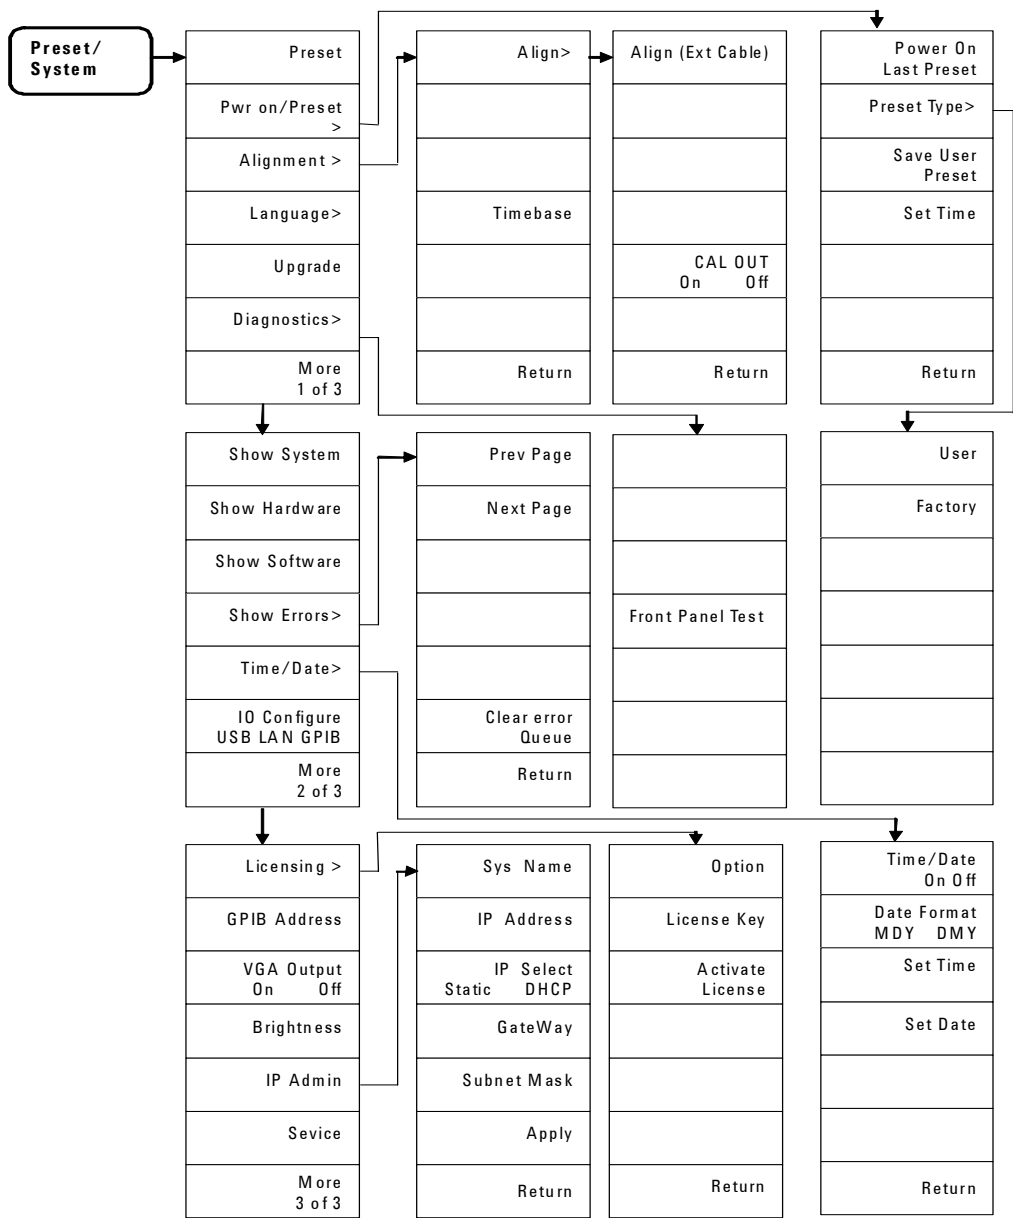 Preset/
System
Preset
Pwr on/Preset
>
Alignment >
Language>
Upgrade
Diagnostics>
More
1 of 3
Align>
Timebase
Return
Align (Ext Cable)
CAL OUT
On Off
Return
Power On
Last Preset
Preset Type>
Save User
Preset
Set Time
Return
Show System
Show Hardware
Show Software
Show Errors>
Time/Date>
IO Configure
USB LAN GPIB
More
2 of 3
Prev Page
Next Page
Clear error
Queue
Return
Front Panel Test
User
Factory
Licensing >
GPIB Address
VGA Output
On Off
Brightness
IP Admin
Sevice
More
3 of 3
Sys Name
IP Address
IP Select
Static DHCP
GateWay
Subnet Mask
Apply
Return
Option
License Key
Activate
License
Return
Time/Date
On Off
Date Format
MDY DMY
Set Time
Set Date
Return